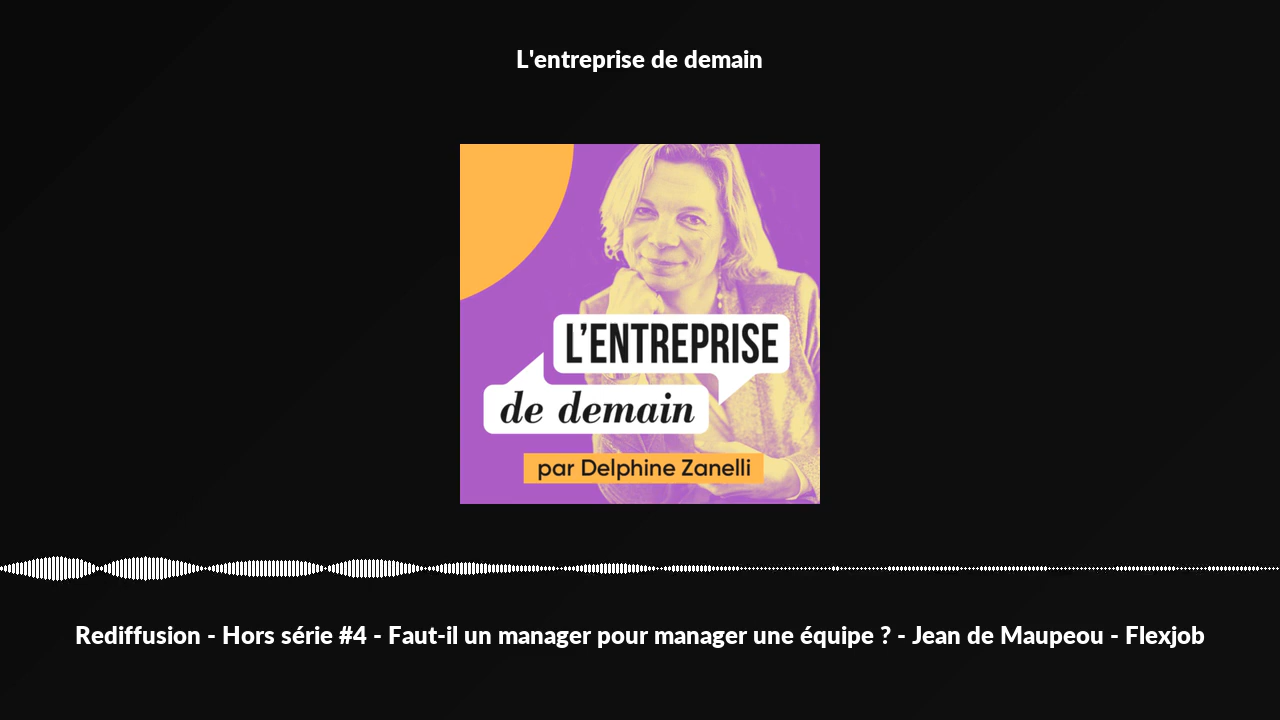 L'entreprise de demain
L'ENTREPRISE
de demain
par Delphine Zanelli
Rediffusion - Hors série #4 - Faut-il un manager pour manager une équipe ? - Jean de Maupeou - Flexjob